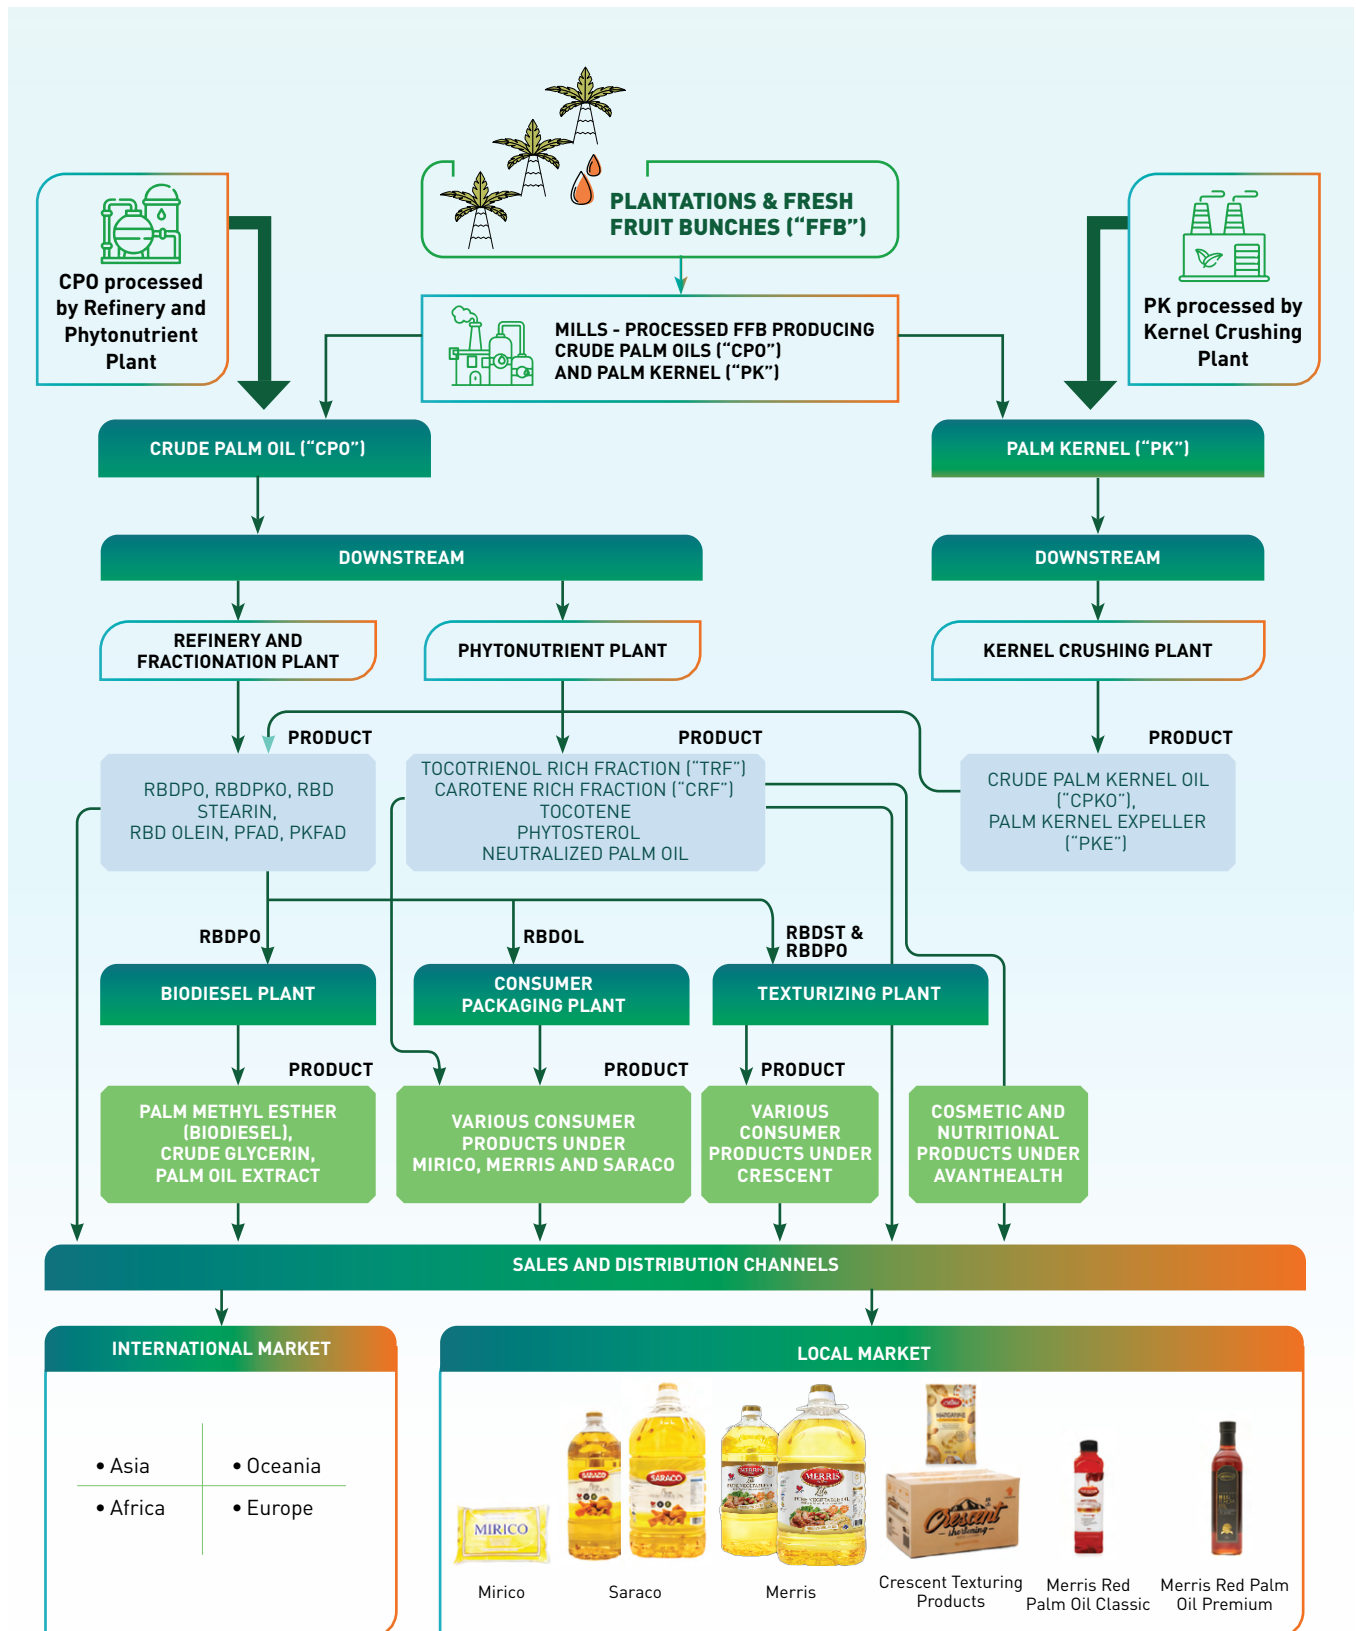 PLANTATIONS & FRESH
FRUIT BUNCHES (“FFB”)
CPO processed
by Refinery and
Phytonutrient
Plant
PK processed by
Kernel Crushing
Plant
MILLS - PROCESSED FFB PRODUCING
CRUDE PALM OILS (“CPO”)
AND PALM KERNEL (“PK”)
CRUDE PALM OIL (“CPO”)
PALM KERNEL (“PK”)
DOWNSTREAM
DOWNSTREAM
REFINERY AND
FRACTIONATION PLANT
PHYTONUTRIENT PLANT
KERNEL CRUSHING PLANT
PRODUCT
PRODUCT
PRODUCT
RBDPO, RBDPKO, RBD
STEARIN,
RBD OLEIN, PFAD, PKFAD
TOCOTRIENOL RICH FRACTION (“TRF”)
CAROTENE RICH FRACTION (“CRF”)
TOCOTENE
PHYTOSTEROL
NEUTRALIZED PALM OIL
CRUDE PALM KERNEL OIL
(“CPKO”),
PALM KERNEL EXPELLER
(“PKE”)
RBDPO
RBDOL
RBDST &
RBDPO
BIODIESEL PLANT
CONSUMER
PACKAGING PLANT
TEXTURIZING PLANT
PRODUCT
PRODUCT
PRODUCT
PALM METHYL ESTHER
(BIODIESEL),
CRUDE GLYCERIN,
PALM OIL EXTRACT
VARIOUS CONSUMER
PRODUCTS UNDER
MIRICO, MERRIS AND SARACO
VARIOUS
CONSUMER
PRODUCTS UNDER
CRESCENT
COSMETIC AND
NUTRITIONAL
PRODUCTS UNDER
AVANTHEALTH
SALES AND DISTRIBUTION CHANNELS
INTERNATIONAL MARKET
• Asia
• Oceania
• Africa
• Europe
LOCAL MARKET
MIRICO
SARACO
SARACO
MERRIS
MERRIS
Life
PURE VEGETABLE OIL
MARGARINE
Crescent
shortening
Mirico
Saraco
Merris
Crescent Texturing
Products
Merris Red
Palm Oil Classic
Merris Red Palm
Oil Premium